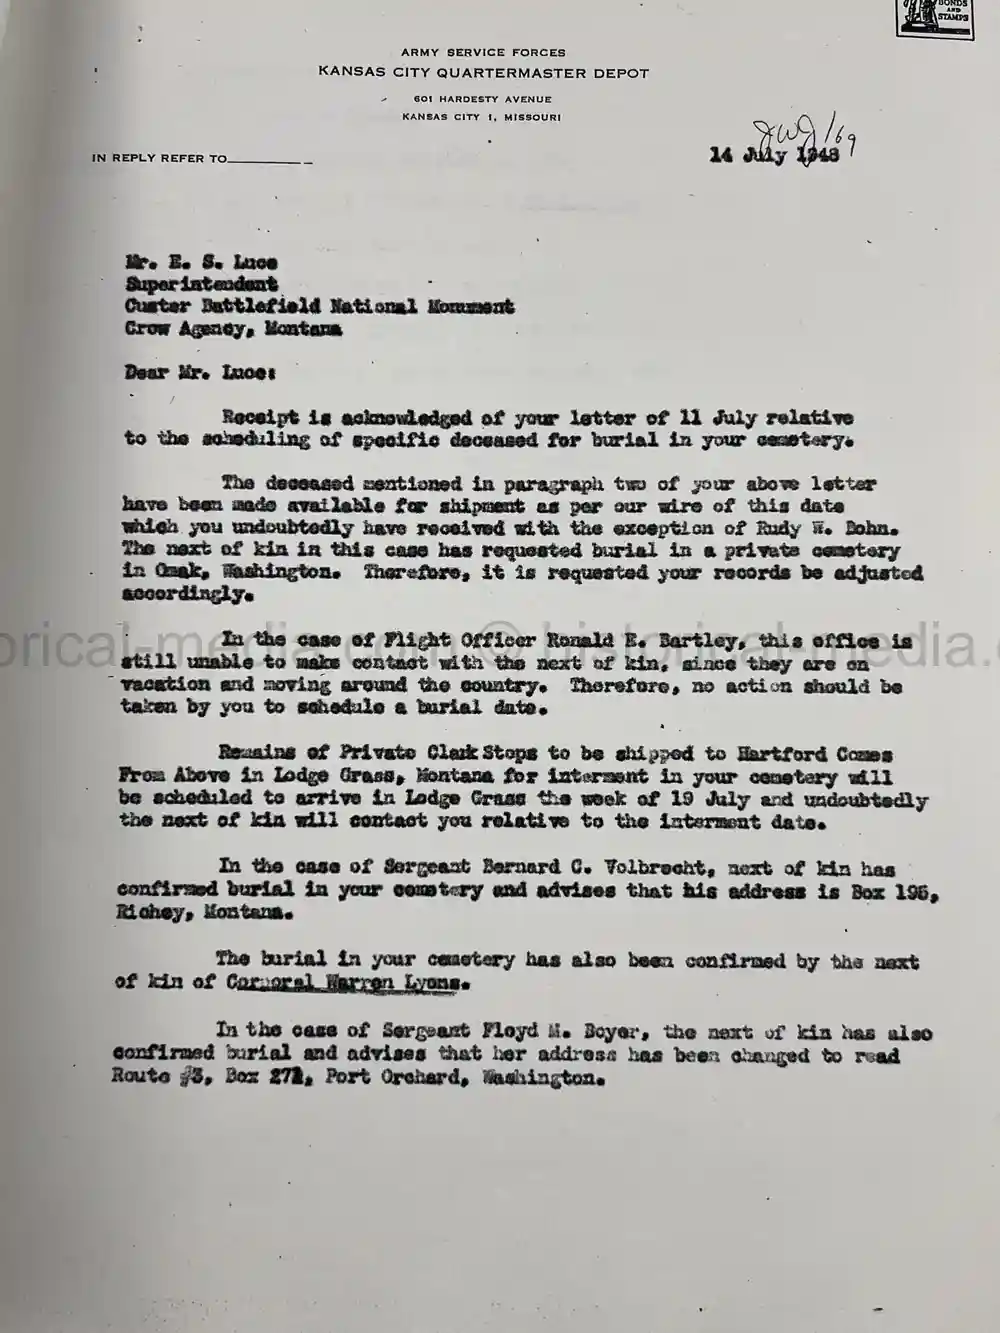 BONDS
AND
STAMPS
ARMY SERVICE FORCES
KANSAS CITY QUARTERMASTER DEPOT
601 HARDESTY AVENUE
KANSAS CITY 1, MISSOURI
IN REPLY REFER TO
14 July 1948
Mr. E. S. Luce
Superintendent
Custer Battlefield National Monument
Crow Agency, Montana
Dear Mr. Luce:
Receipt is acknowledged of your letter of 11 July relative
to the scheduling of specific deceased for burial in your cemetery.
The deceased mentioned in paragraph two of your above letter
have been made available for shipment as per our wire of this date
which you undoubtedly have received with the exception of Rudy W. Bohn.
The next of kin in this case has requested burial in a private cemetery
in Omak, Washington. Therefore, it is requested your records be adjusted
accordingly.
In the case of Flight Officer Ronald E. Bartley, this office is
still unable to make contact with the next of kin, since they are on
vacation and moving around the country. Therefore, no action should be
taken by you to schedule a burial date.
Remains of Private Clark Stops to be shipped to Hartford Comes
From Above in Lodge Grass, Montana for interment in your cemetery will
be scheduled to arrive in Lodge Grass the week of 19 July and undoubtedly
the next of kin will contact you relative to the interment date.
In the case of Sergeant Bernard C. Volbrecht, next of kin has
confirmed burial in your cemetery and advises that his address is Box 195,
Richey, Montana.
The burial in your cemetery has also been confirmed by the next
of kin of Corporal Warren Lyons.
In the case of Sergeant Floyd M. Boyer, the next of kin has also
confirmed burial and advises that her address has been changed to read
Route #3, Box 271, Port Orchard, Washington.